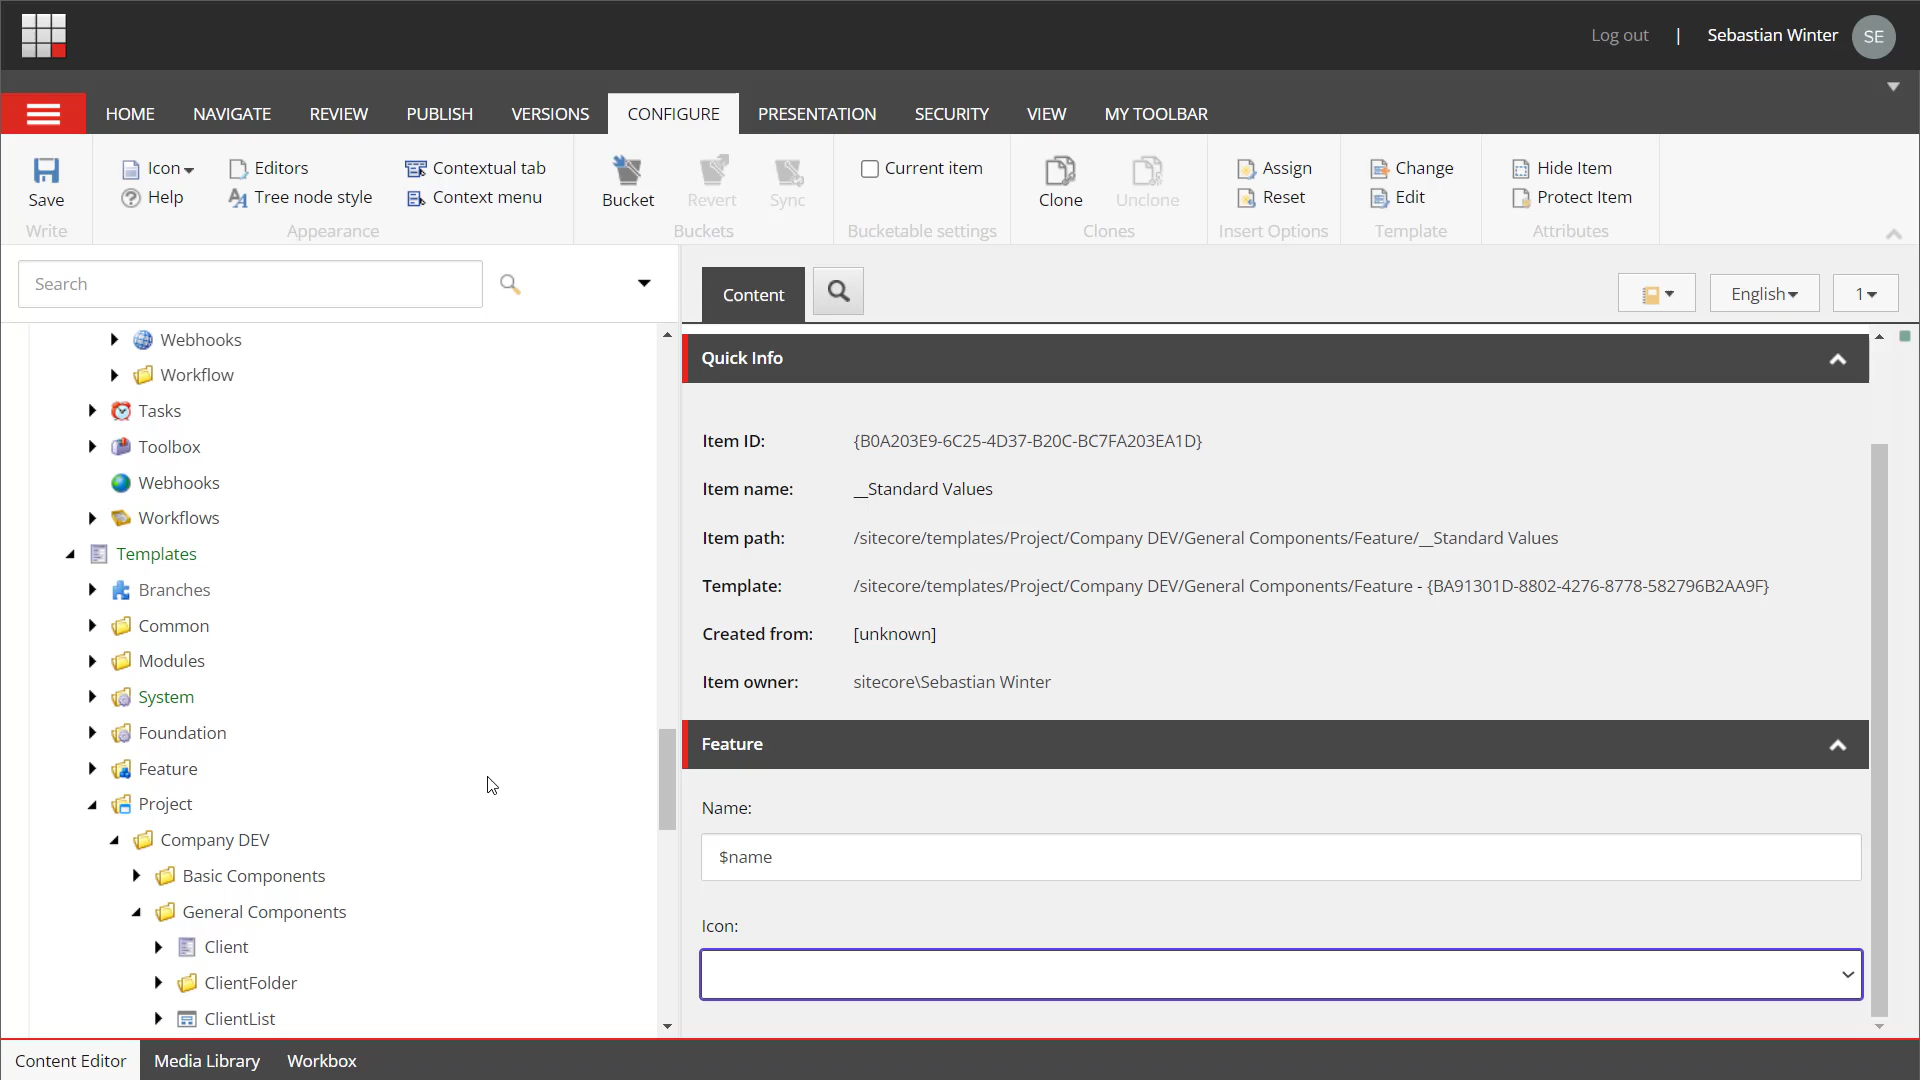 Log out | Sebastian Winter SE
HOME NAVIGATE REVIEW PUBLISH VERSIONS CONFIGURE PRESENTATION SECURITY VIEW MY TOOLBAR
Save
Write
Icon Editors Contextual tab
Help Tree node style Context menu
Appearance
Bucket Revert Sync
Buckets
Current item
Bucketable settings
Clone Unclone
Clones
Assign
Reset
Insert Options
Change
Edit
Template
Hide Item
Protect Item
Attributes
Search
Webhooks
Workflow
Tasks
Toolbox
Webhooks
Workflows
Templates
Branches
Common
Modules
System
Foundation
Feature
Project
Company DEV
Basic Components
General Components
Client
ClientFolder
ClientList
Content
English
1
Quick Info
Item ID: {B0A203E9-6C25-4D37-B20C-BC7FA203EA1D}
Item name: __Standard Values
Item path: /sitecore/templates/Project/Company DEV/General Components/Feature/__Standard Values
Template: /sitecore/templates/Project/Company DEV/General Components/Feature - {BA91301D-8802-4276-8778-582796B2AA9F}
Created from: [unknown]
Item owner: sitecore\Sebastian Winter
Feature
Name:
$name
Icon:
Content Editor Media Library Workbox